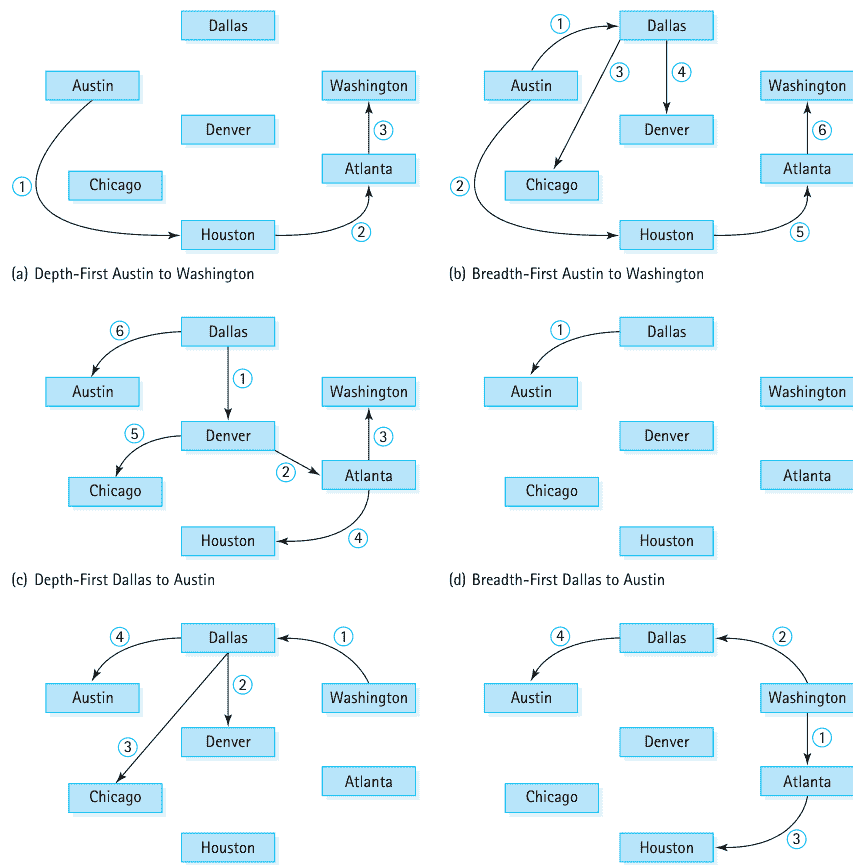 Dallas
1
Dallas
3
4
Austin
Washington
Austin
Washington
Denver
3
Denver
6
Atlanta
Atlanta
1
Chicago
2
Chicago
Houston
2
Houston
5
(a) Depth-First Austin to Washington
(b) Breadth-First Austin to Washington
6
Dallas
1
Dallas
1
Austin
Washington
Austin
Washington
5
Denver
3
Denver
2
Atlanta
Atlanta
Chicago
Chicago
Houston
4
Houston
(c) Depth-First Dallas to Austin
(d) Breadth-First Dallas to Austin
4
Dallas
1
4
Dallas
2
2
Austin
Washington
Austin
Washington
3
Denver
Denver
1
Atlanta
Atlanta
Chicago
Chicago
Houston
Houston
3